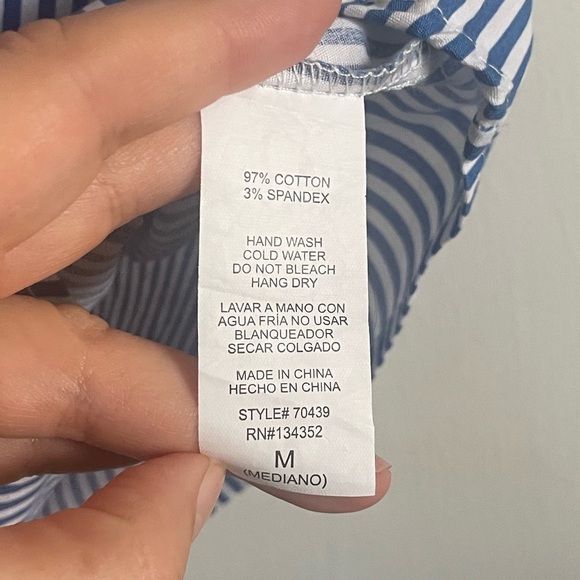 97% COTTON
3% SPANDEX
HAND WASH
COLD WATER
DO NOT BLEACH
HANG DRY
LAVAR A MANO CON
AGUA FRÍA NO USAR
BLANQUEADOR
SECAR COLGADO
MADE IN CHINA
HECHO EN CHINA
STYLE# 70439
RN#134352
M
(MEDIANO)